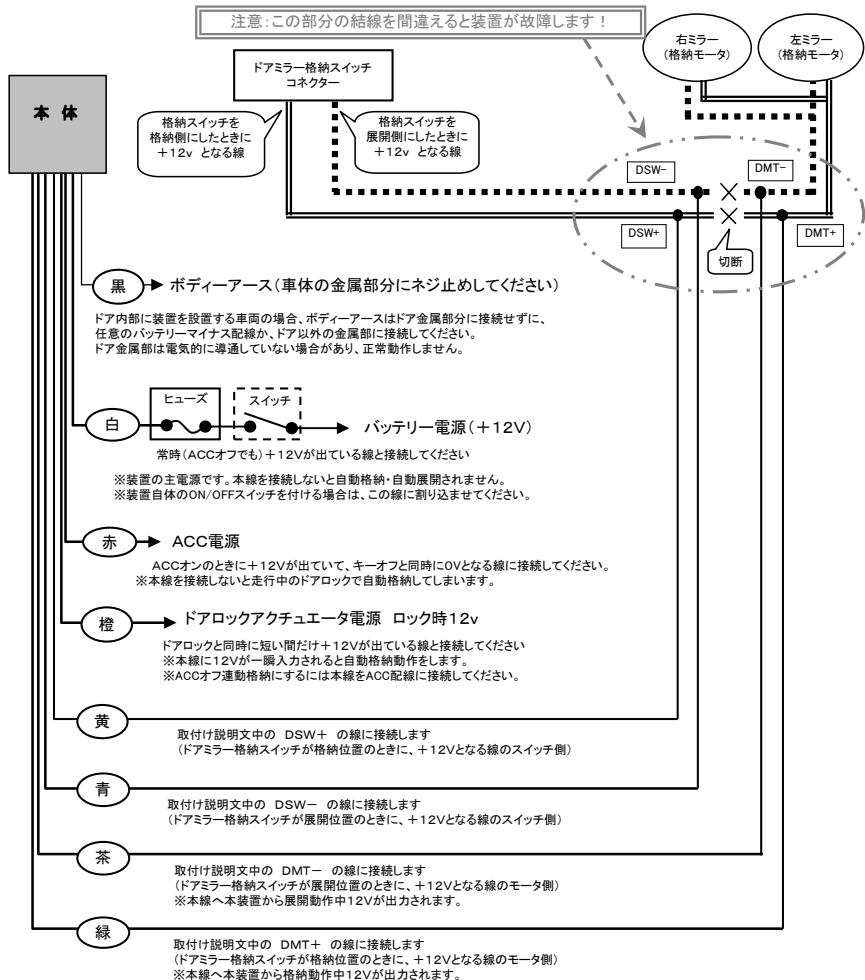 注意:この部分の結線を間違えると装置が故障します!
右ミラー
(格納モータ)
左ミラー
(格納モータ)
ドアミラー格納スイッチ
コネクター
本 体
格納スイッチを
格納側にしたときに
+12v となる線
格納スイッチを
展開側にしたときに
+12v となる線
DSW-
DMT-
DSW+
DMT+
切断
黒
ボディーアース(車体の金属部分にネジ止めしてください)
ドア内部に装置を設置する車両の場合、ボディーアースはドア金属部分に接続せずに、
任意のバッテリーマイナス配線か、ドア以外の金属部に接続してください。
ドア金属部は電気的に導通していない場合があり、正常動作しません。
ヒューズ
スイッチ
白
バッテリー電源(+12V)
常時(ACCオフでも)+12Vが出ている線と接続してください
※装置の主電源です。本線を接続しないと自動格納・自動展開されません。
※装置自体のON/OFFスイッチを付ける場合は、この線に割り込ませてください。
赤
ACC電源
ACCオンのときに+12Vが出ていて、キーオフと同時に0Vとなる線に接続してください。
※本線を接続しないと走行中のドアロックで自動格納してしまいます。
橙
ドアロックアクチュエータ電源 ロック時12v
ドアロックと同時に短い間だけ+12Vが出ている線と接続してください
※本線に12Vが一瞬入力されると自動格納動作をします。
※ACCオフ連動格納にするには本線をACC配線に接続してください。
黄
取付け説明文中の DSW+ の線に接続します
(ドアミラー格納スイッチが格納位置のときに、+12Vとなる線のスイッチ側)
青
取付け説明文中の DSW- の線に接続します
(ドアミラー格納スイッチが展開位置のときに、+12Vとなる線のスイッチ側)
茶
取付け説明文中の DMT- の線に接続します
(ドアミラー格納スイッチが展開位置のときに、+12Vとなる線のモータ側)
※本線へ本装置から展開動作中12Vが出力されます。
緑
取付け説明文中の DMT+ の線に接続します
(ドアミラー格納スイッチが格納位置のときに、+12Vとなる線のモータ側)
※本線へ本装置から格納動作中12Vが出力されます。